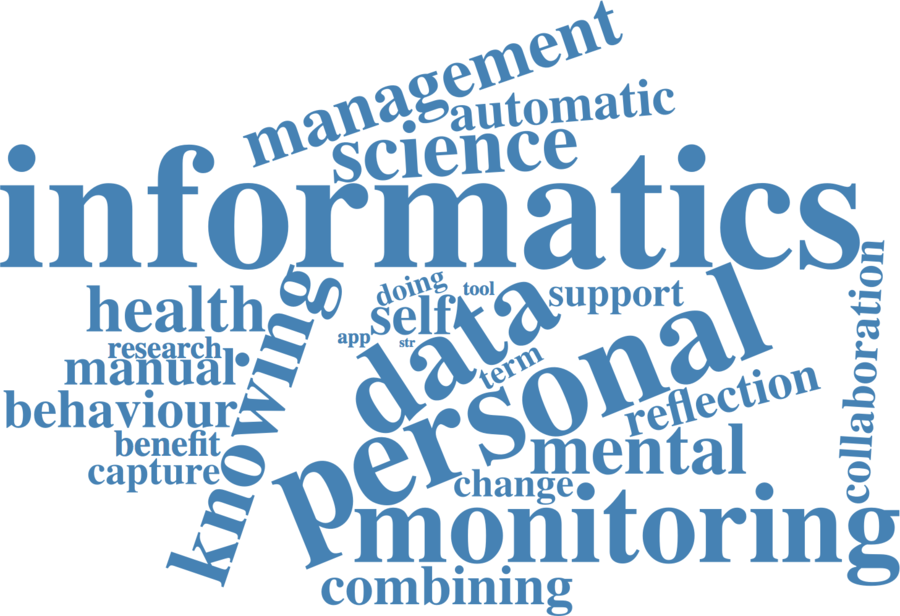 management
automatic
science
informatics
collaboration
doing
tool
data
support
health
self
app
str
research
manual
knowing
term
personal
behaviour
reflection
benefit
mental
capture
change
monitoring
combining